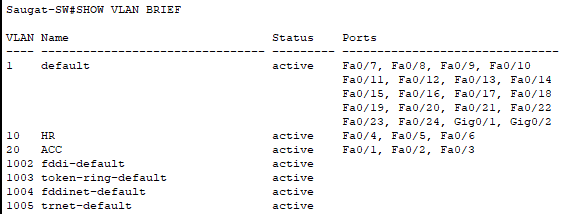 Saugat-SW#SHOW VLAN BRIEF
VLAN Name Status Ports
---- -------------------------------- --------- -------------------------------
1 default active Fa0/7, Fa0/8, Fa0/9, Fa0/10
Fa0/11, Fa0/12, Fa0/13, Fa0/14
Fa0/15, Fa0/16, Fa0/17, Fa0/18
Fa0/19, Fa0/20, Fa0/21, Fa0/22
Fa0/23, Fa0/24, Gig0/1, Gig0/2
10 HR active Fa0/4, Fa0/5, Fa0/6
20 ACC active Fa0/1, Fa0/2, Fa0/3
1002 fddi-default active
1003 token-ring-default active
1004 fddinet-default active
1005 trnet-default active